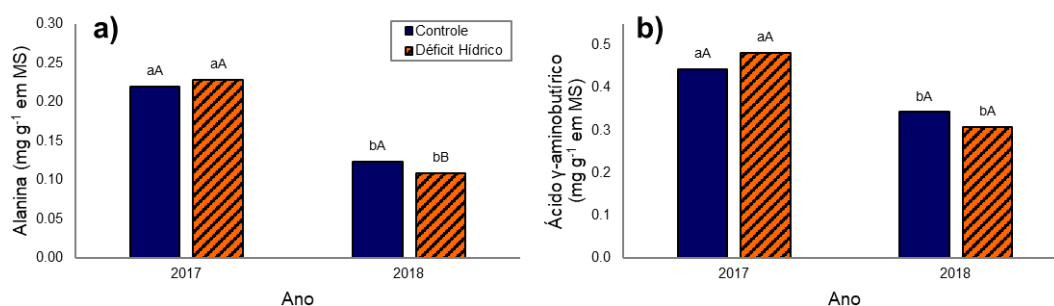 a)
Alanina (mg g⁻¹ em MS)
0.30
0.25
0.20
0.15
0.10
0.05
0.00
Controle
Déficit Hídrico
aA
aA
bA
bB
2017
2018
Ano
b)
Ácido γ-aminobutírico
(mg g⁻¹ em MS)
0.5
0.4
0.3
0.2
0.1
0.0
aA
aA
bA
bA
2017
2018
Ano